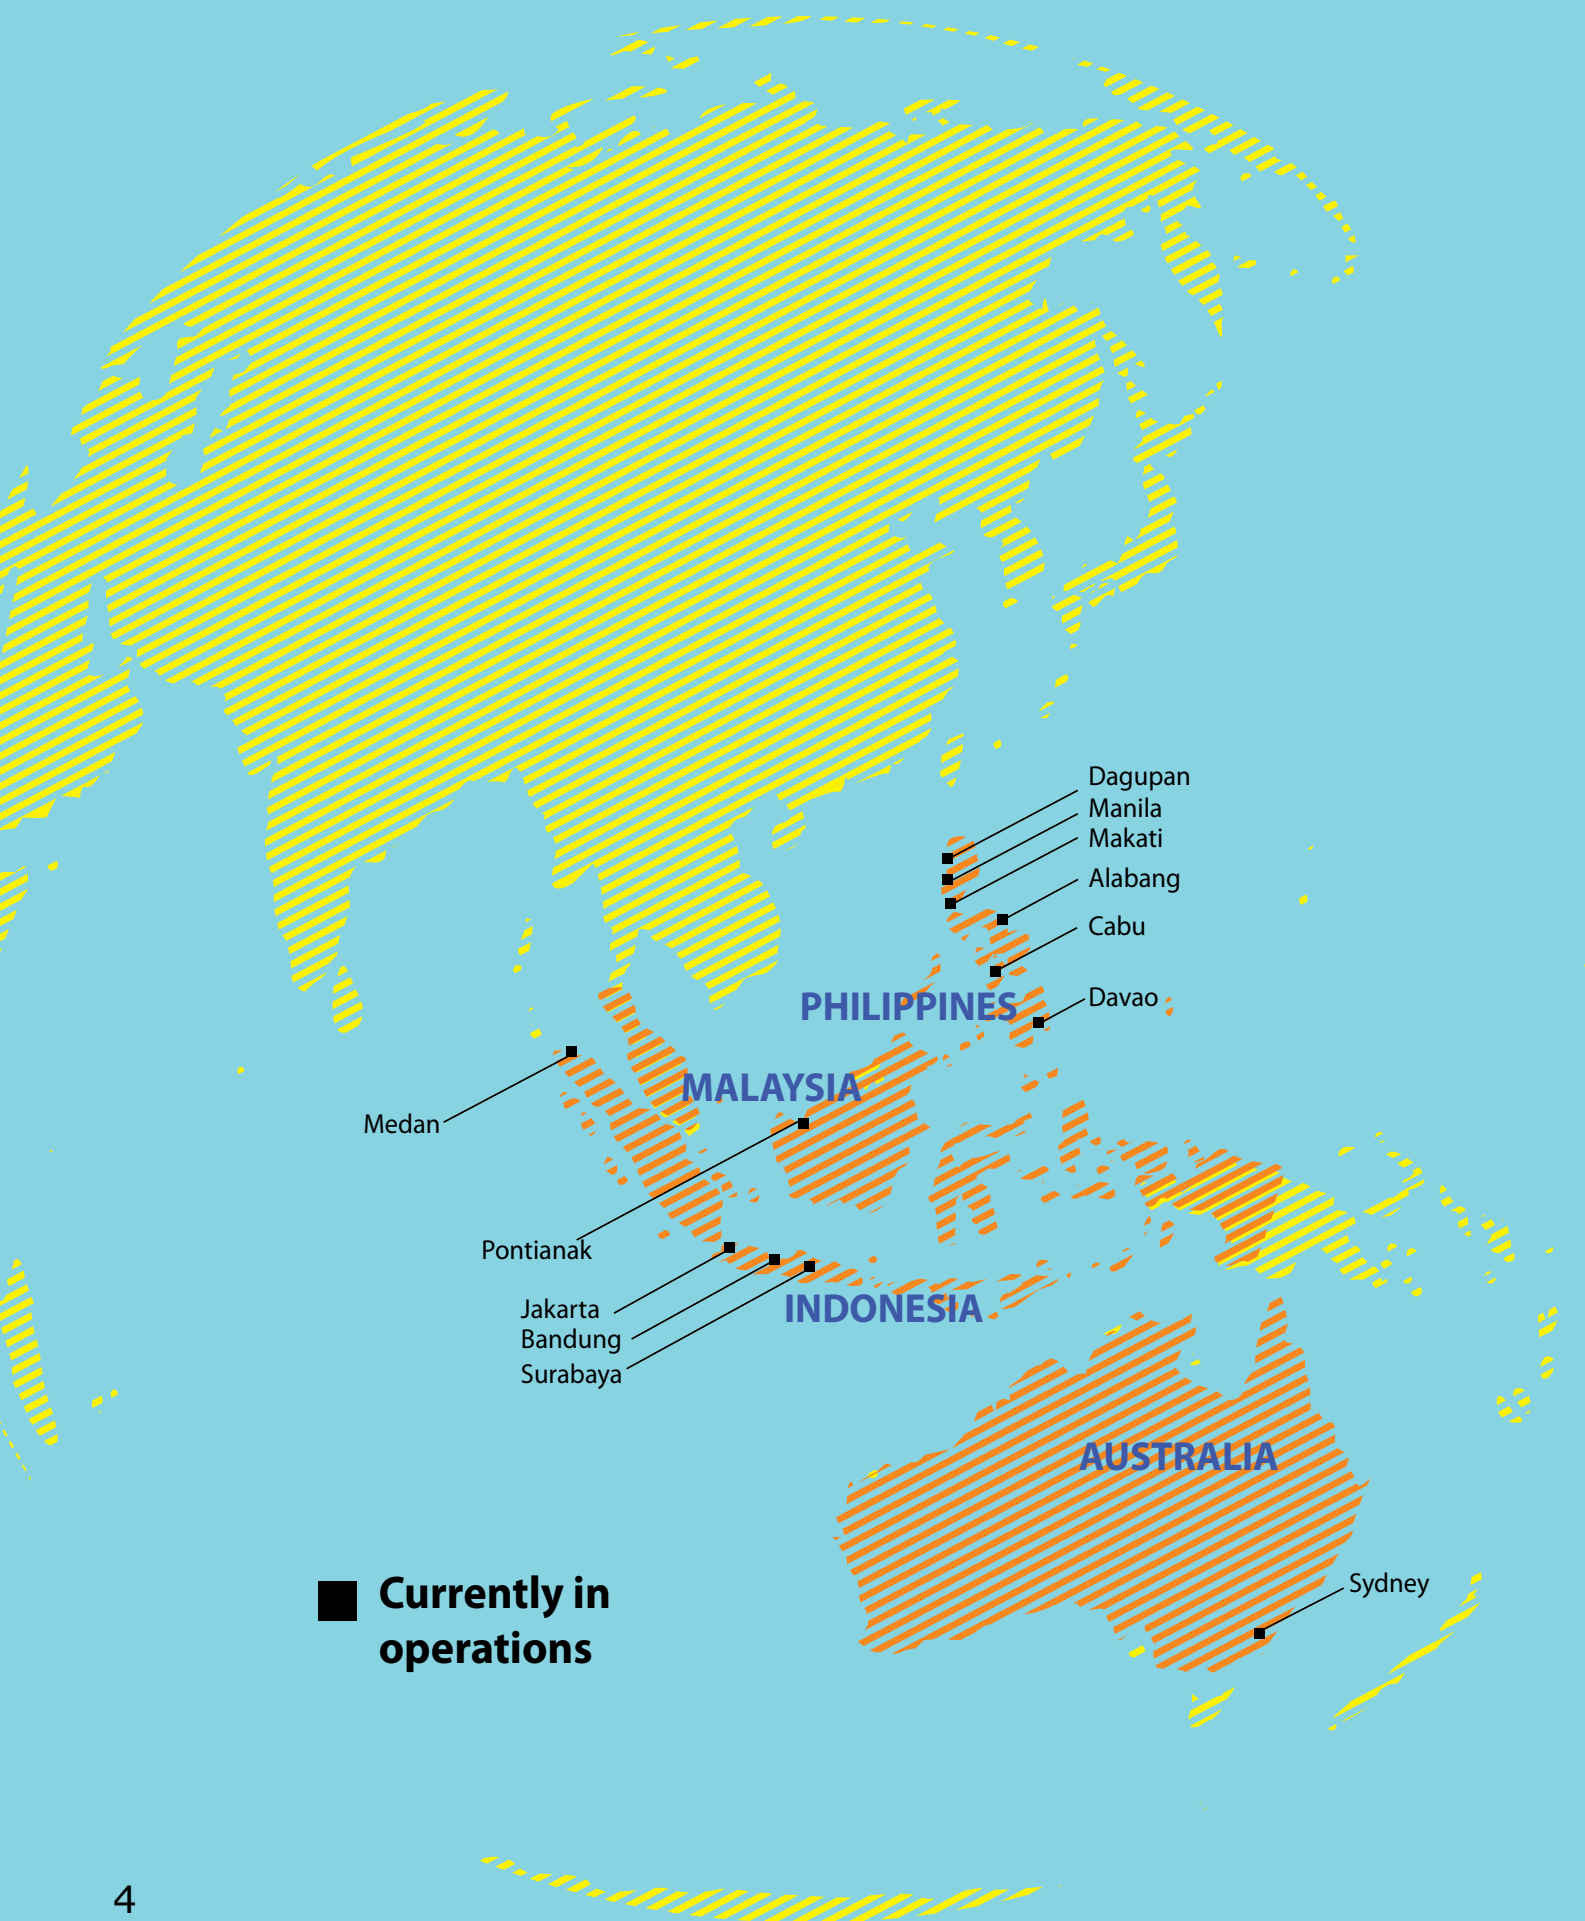 Dagupan
Manila
Makati
Alabang
Cabu
Davao
PHILIPPINES
MALAYSIA
Medan
Pontianak
Jakarta
Bandung
Surabaya
INDONESIA
AUSTRALIA
Sydney
Currently in
operations
4